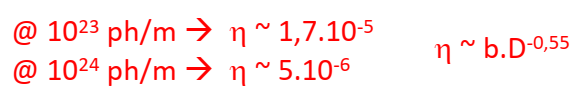 @ 10²³ ph/m → η ~ 1,7.10⁻⁵
@ 10²⁴ ph/m → η ~ 5.10⁻⁶
η ~ b.D⁻⁰,⁵⁵